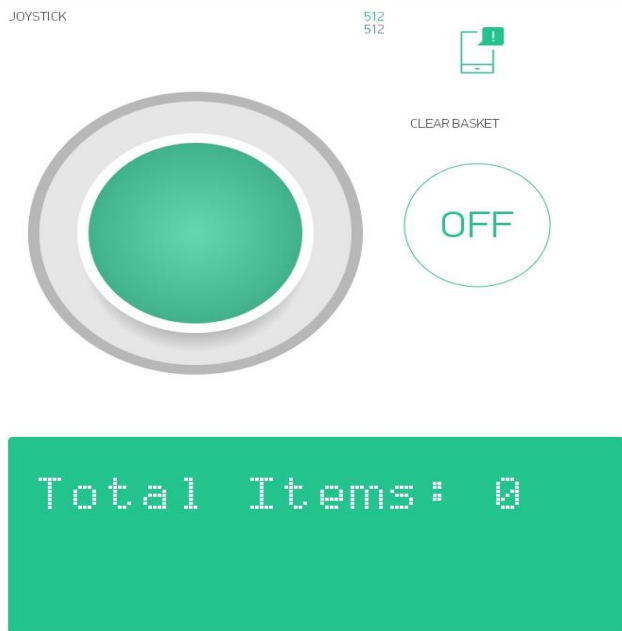 JOYSTICK
512
512
!
CLEAR BASKET
OFF
Total Items: 0